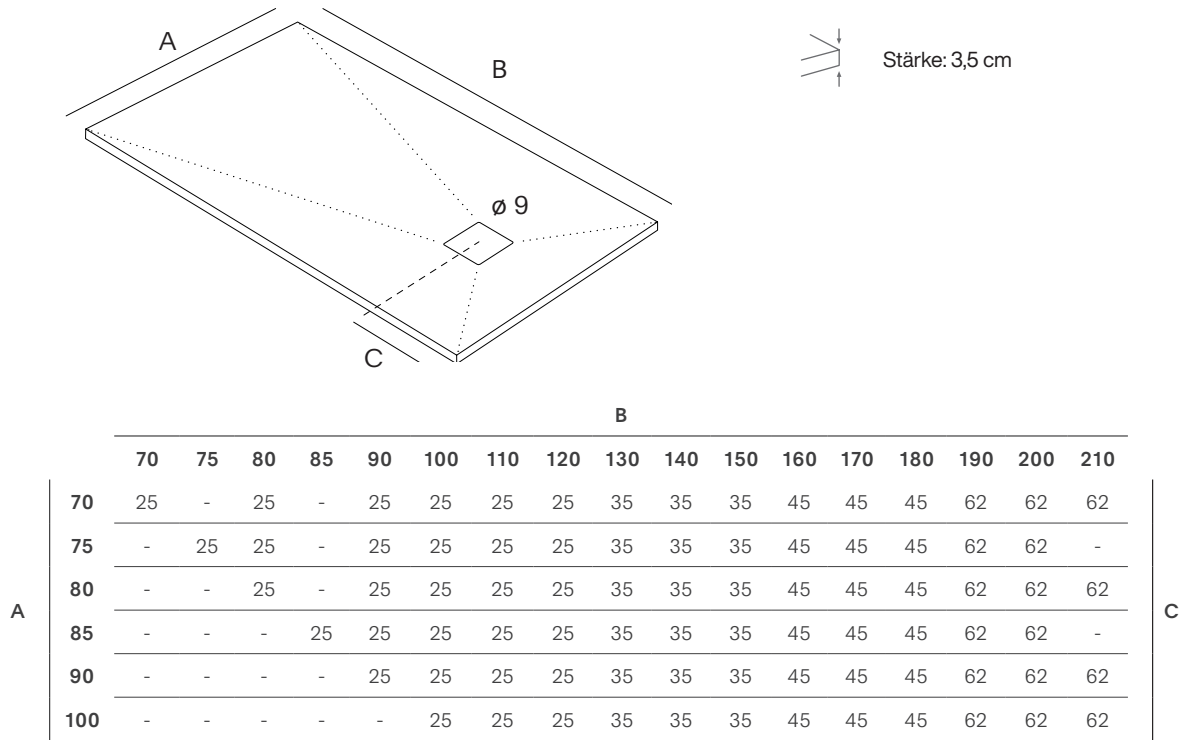 A
B
Stärke: 3,5 cm
ø 9
C
B
70 75 80 85 90 100 110 120 130 140 150 160 170 180 190 200 210
70 25 - 25 - 25 25 25 25 35 35 35 45 45 45 62 62 62
75 - 25 25 - 25 25 25 25 35 35 35 45 45 45 62 62 -
80 - - 25 - 25 25 25 25 35 35 35 45 45 45 62 62 62
A
C
85 - - - 25 25 25 25 25 35 35 35 45 45 45 62 62 -
90 - - - - 25 25 25 25 35 35 35 45 45 45 62 62 62
100 - - - - - 25 25 25 35 35 35 45 45 45 62 62 62